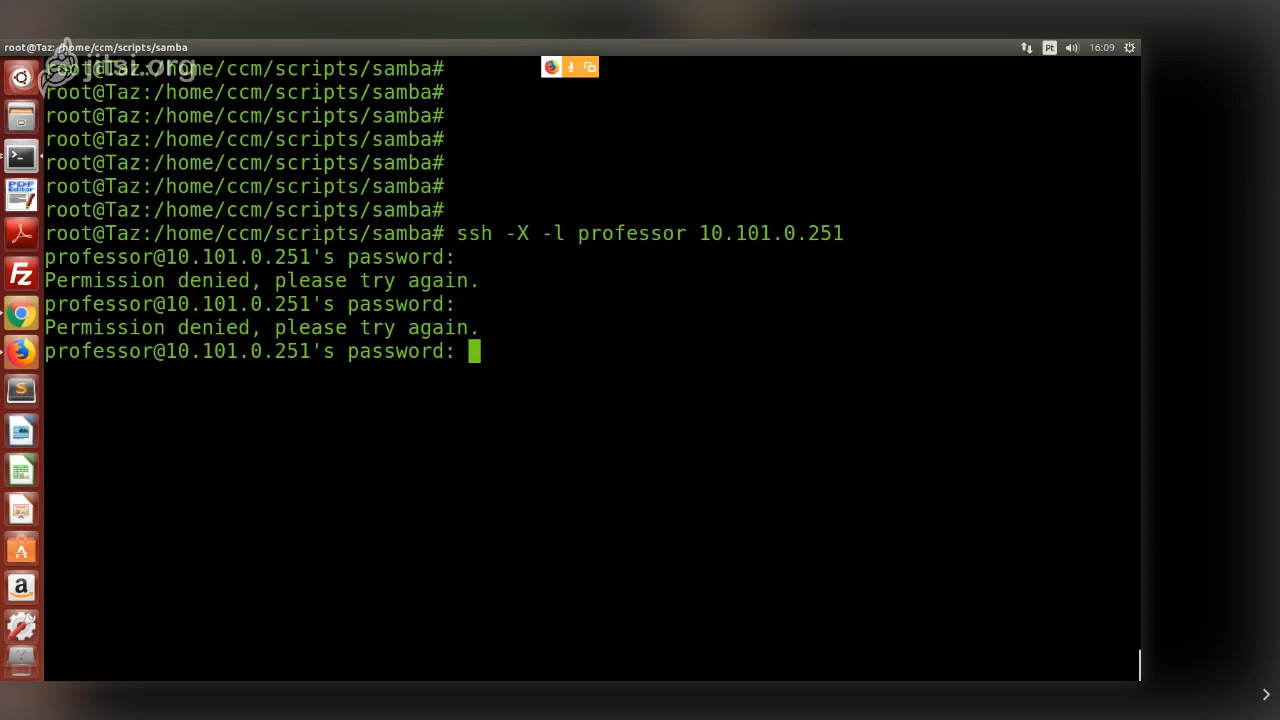 root@Taz: /home/ccm/scripts/samba
Pt
16:09
jitsi.org
root@Taz:/home/ccm/scripts/samba#
root@Taz:/home/ccm/scripts/samba#
root@Taz:/home/ccm/scripts/samba#
root@Taz:/home/ccm/scripts/samba#
root@Taz:/home/ccm/scripts/samba#
root@Taz:/home/ccm/scripts/samba#
root@Taz:/home/ccm/scripts/samba#
root@Taz:/home/ccm/scripts/samba# ssh -X -l professor 10.101.0.251
professor@10.101.0.251's password:
Permission denied, please try again.
professor@10.101.0.251's password:
Permission denied, please try again.
professor@10.101.0.251's password:
PDF
Editor
Fz
S
A
a
?